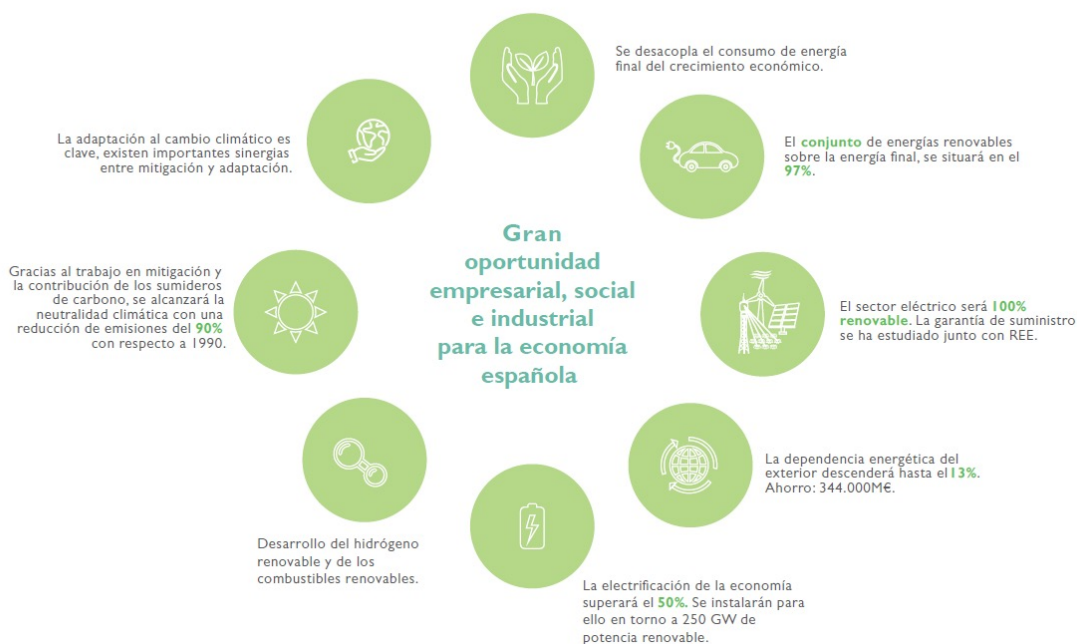 Se desacopla el consumo de energía
final del crecimiento económico.
El conjunto de energías renovables
sobre la energía final, se situará en el
97%.
El sector eléctrico será 100%
renovable. La garantía de suministro
se ha estudiado junto con REE.
La dependencia energética del
exterior descenderá hasta el 13%.
Ahorro: 344.000M€.
La electrificación de la economía
superará el 50%. Se instalarán para
ello en torno a 250 GW de
potencia renovable.
Desarrollo del hidrógeno
renovable y de los
combustibles renovables.
Gracias al trabajo en mitigación y
la contribución de los sumideros
de carbono, se alcanzará la
neutralidad climática con una
reducción de emisiones del 90%
con respecto a 1990.
La adaptación al cambio climático es
clave, existen importantes sinergias
entre mitigación y adaptación.
Gran
oportunidad
empresarial, social
e industrial
para la economía
española